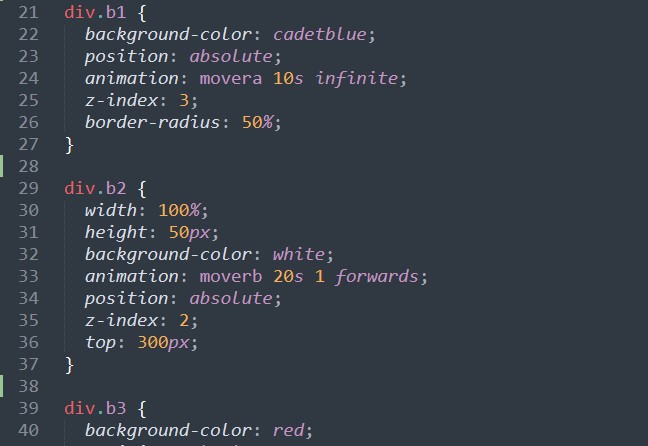 21 div.b1 {
22 background-color: cadetblue;
23 position: absolute;
24 animation: movera 10s infinite;
25 z-index: 3;
26 border-radius: 50%;
27 }
28
29 div.b2 {
30 width: 100%;
31 height: 50px;
32 background-color: white;
33 animation: moverb 20s 1 forwards;
34 position: absolute;
35 z-index: 2;
36 top: 300px;
37 }
38
39 div.b3 {
40 background-color: red;